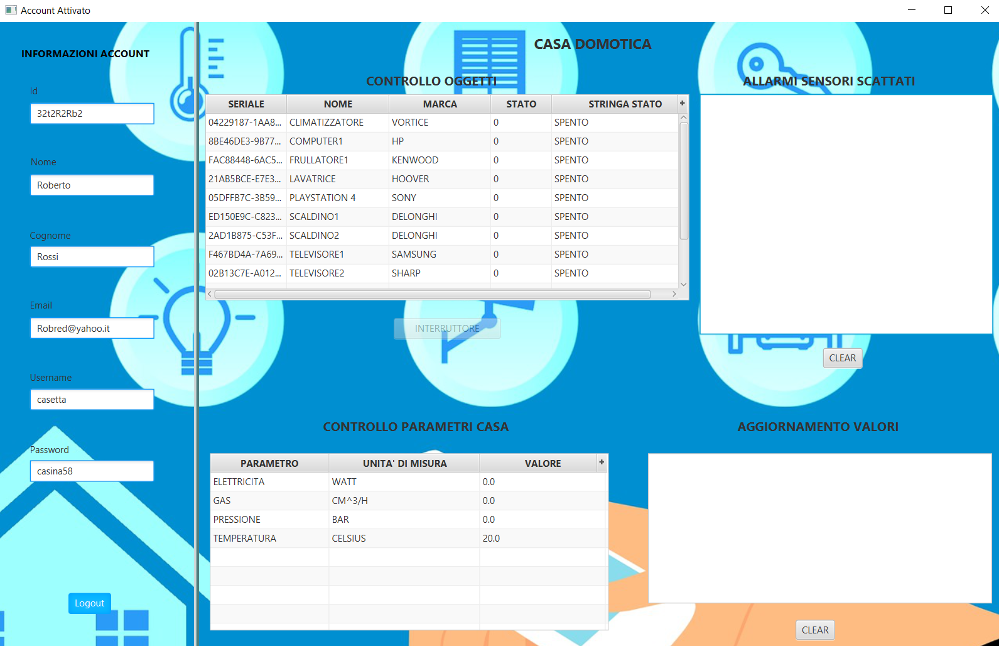 Account Attivato
INFORMAZIONI ACCOUNT
Id
32t2R2Rb2
Nome
Roberto
Cognome
Rossi
Email
Robred@yahoo.it
Username
casetta
Password
casina58
Logout
CASA DOMOTICA
CONTROLLO OGGETTI
SERIALE NOME MARCA STATO STRINGA STATO +
04229187-1AA8... CLIMATIZZATORE VORTICE 0 SPENTO
8BE46DE3-9B77... COMPUTER1 HP 0 SPENTO
FAC88448-6AC5... FRULLATORE1 KENWOOD 0 SPENTO
21AB5BCE-E7E3... LAVATRICE HOOVER 0 SPENTO
05DFFB7C-3B59... PLAYSTATION 4 SONY 0 SPENTO
ED150E9C-C823... SCALDINO1 DELONGHI 0 SPENTO
2AD1B875-C53F... SCALDINO2 DELONGHI 0 SPENTO
F467BD4A-7A69... TELEVISORE1 SAMSUNG 0 SPENTO
02B13C7E-A012... TELEVISORE2 SHARP 0 SPENTO
INTERRUTTORE
ALLARMI SENSORI SCATTATI
CLEAR
CONTROLLO PARAMETRI CASA
PARAMETRO UNITA' DI MISURA VALORE +
ELETTRICITA WATT 0.0
GAS CM^3/H 0.0
PRESSIONE BAR 0.0
TEMPERATURA CELSIUS 20.0
AGGIORNAMENTO VALORI
CLEAR